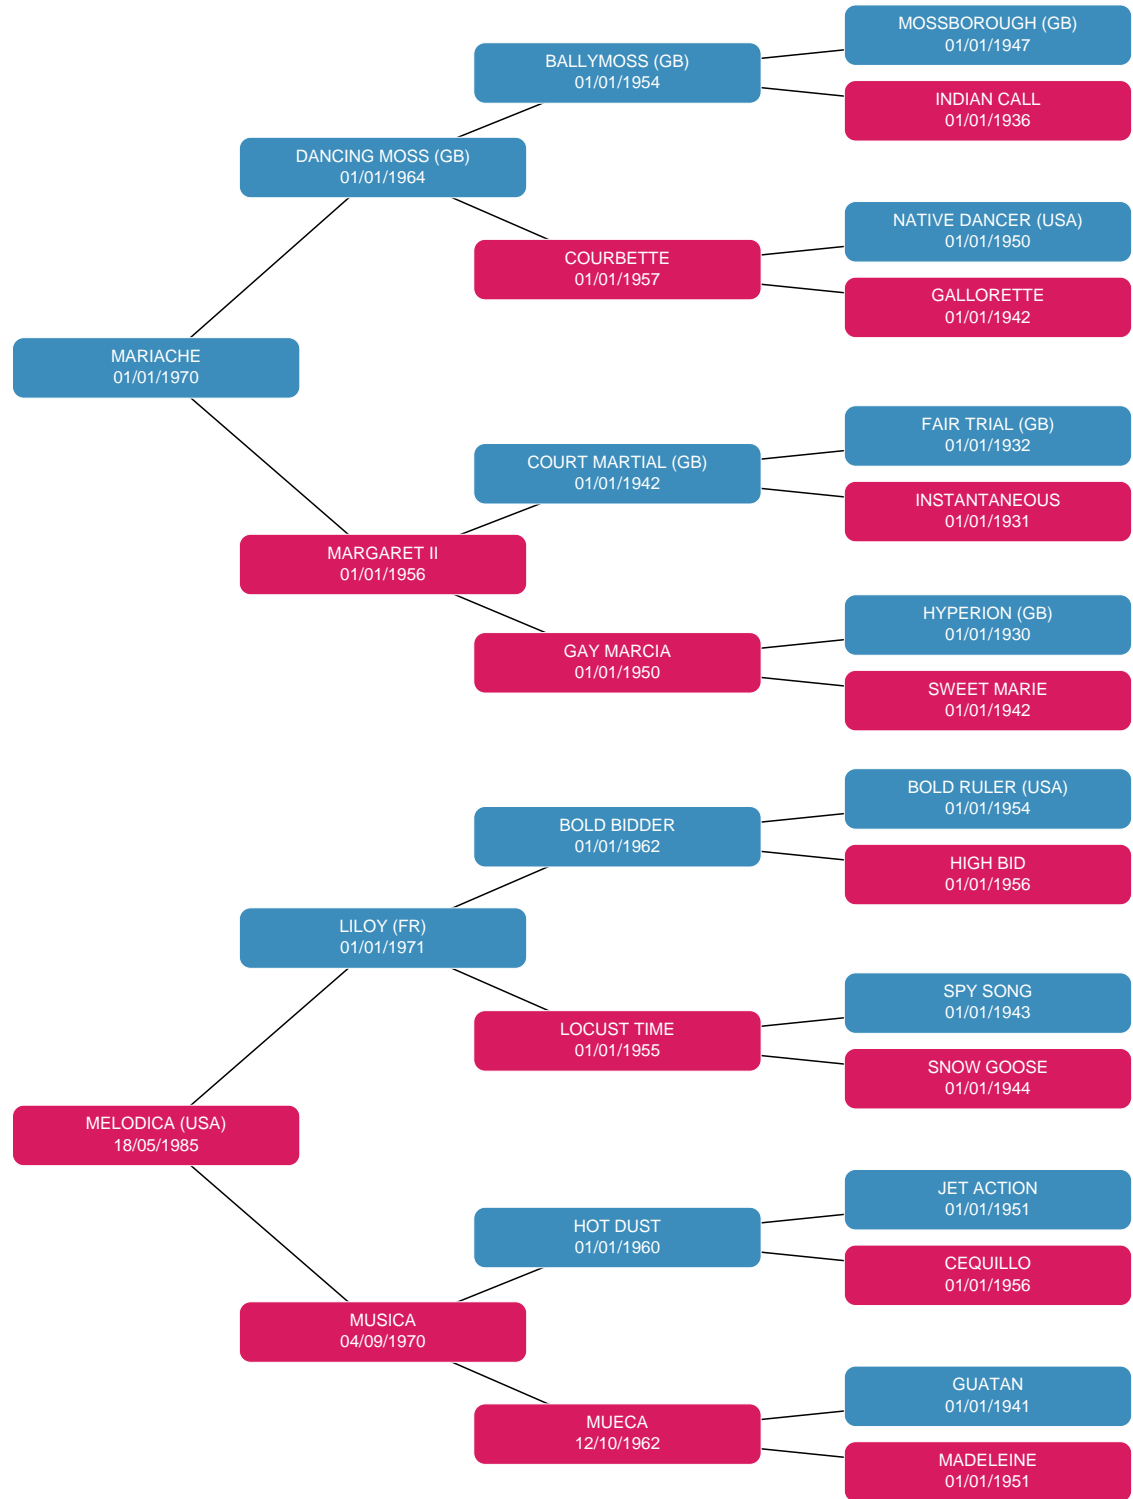 MOSSBOROUGH (GB)
01/01/1947
BALLYMOSS (GB)
01/01/1954
INDIAN CALL
01/01/1936
DANCING MOSS (GB)
01/01/1964
NATIVE DANCER (USA)
01/01/1950
COURBETTE
01/01/1957
GALLORETTE
01/01/1942
MARIACHE
01/01/1970
FAIR TRIAL (GB)
01/01/1932
COURT MARTIAL (GB)
01/01/1942
INSTANTANEOUS
01/01/1931
MARGARET II
01/01/1956
HYPERION (GB)
01/01/1930
GAY MARCIA
01/01/1950
SWEET MARIE
01/01/1942
BOLD RULER (USA)
01/01/1954
BOLD BIDDER
01/01/1962
HIGH BID
01/01/1956
LILOY (FR)
01/01/1971
SPY SONG
01/01/1943
LOCUST TIME
01/01/1955
SNOW GOOSE
01/01/1944
MELODICA (USA)
18/05/1985
JET ACTION
01/01/1951
HOT DUST
01/01/1960
CEQUILLO
01/01/1956
MUSICA
04/09/1970
GUATAN
01/01/1941
MUECA
12/10/1962
MADELEINE
01/01/1951